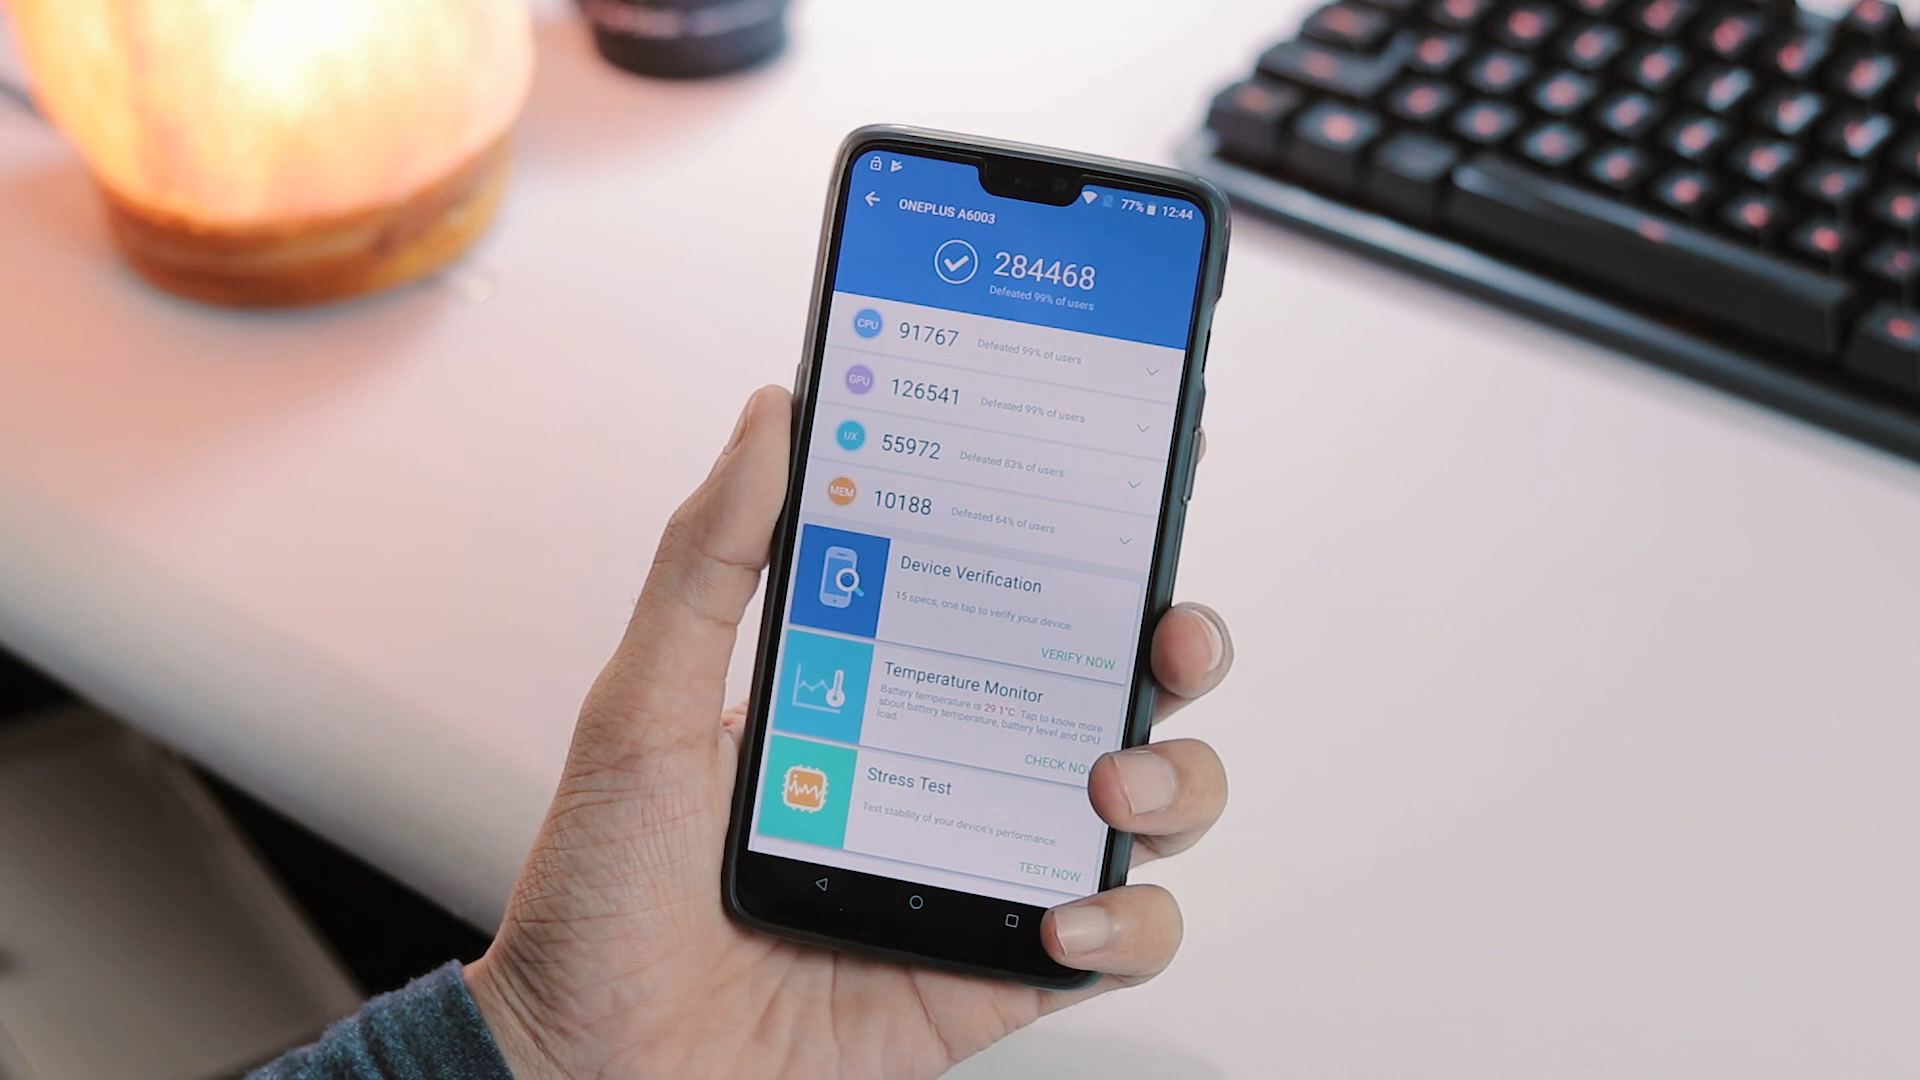 77% 12:44
ONEPLUS A6003
284468
Defeated 99% of users
CPU 91767 Defeated 99% of users
GPU 126541 Defeated 99% of users
UX 55972 Defeated 83% of users
MEM 10188 Defeated 64% of users
Device Verification
15 specs, one tap to verify your device
VERIFY NOW
Temperature Monitor
Battery temperature is 29.1°C. Tap to know more
about battery temperature, battery level and CPU
load.
CHECK NO
Stress Test
Test stability of your device's performance
TEST NOW